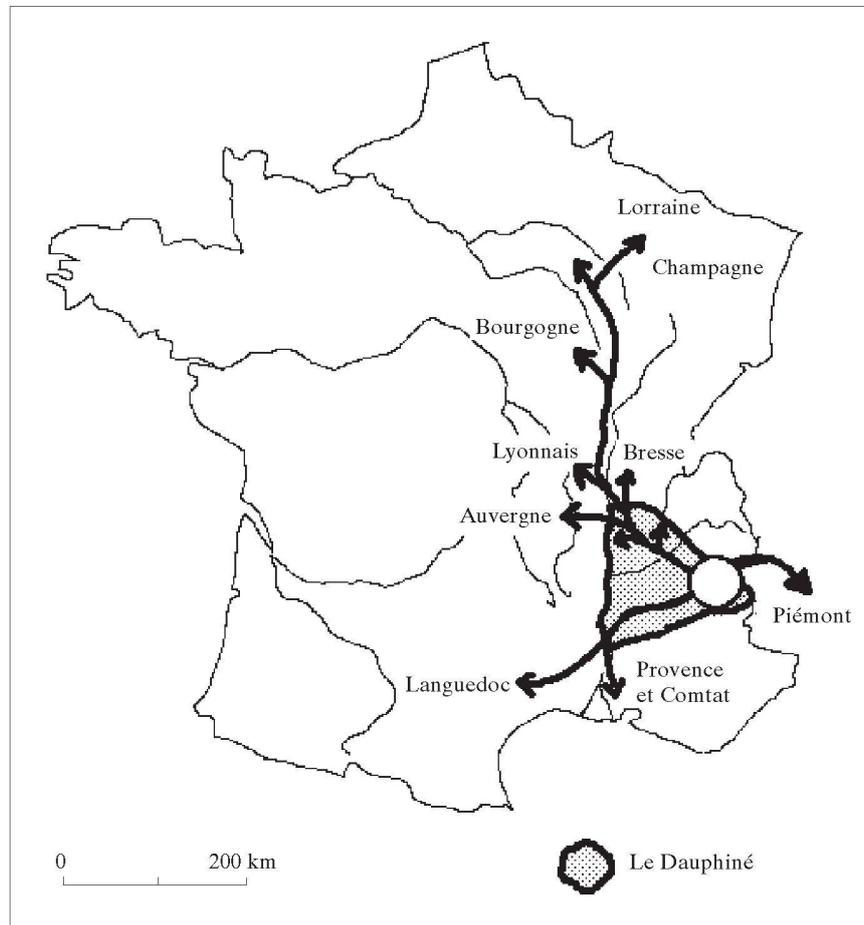 Lorraine
Champagne
Bourgogne
Lyonnais
Bresse
Auvergne
Piémont
Languedoc
Provence
et Comtat
0 200 km
Le Dauphiné